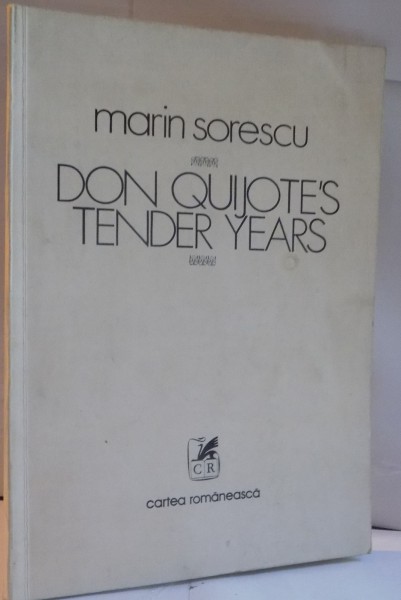 marin sorescu
DON QUIJOTE'S
TENDER YEARS
CR
cartea românească